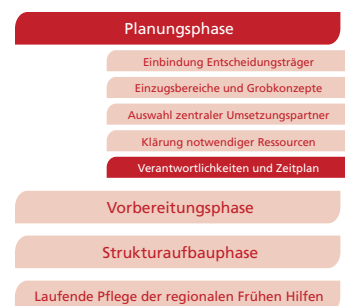 Planungsphase
Einbindung Entscheidungsträger
Einzugsbereiche und Grobkonzepte
Auswahl zentraler Umsetzungspartner
Klärung notwendiger Ressourcen
Verantwortlichkeiten und Zeitplan
Vorbereitungsphase
Strukturaufbauphase
Laufende Pflege der regionalen Frühen Hilfen